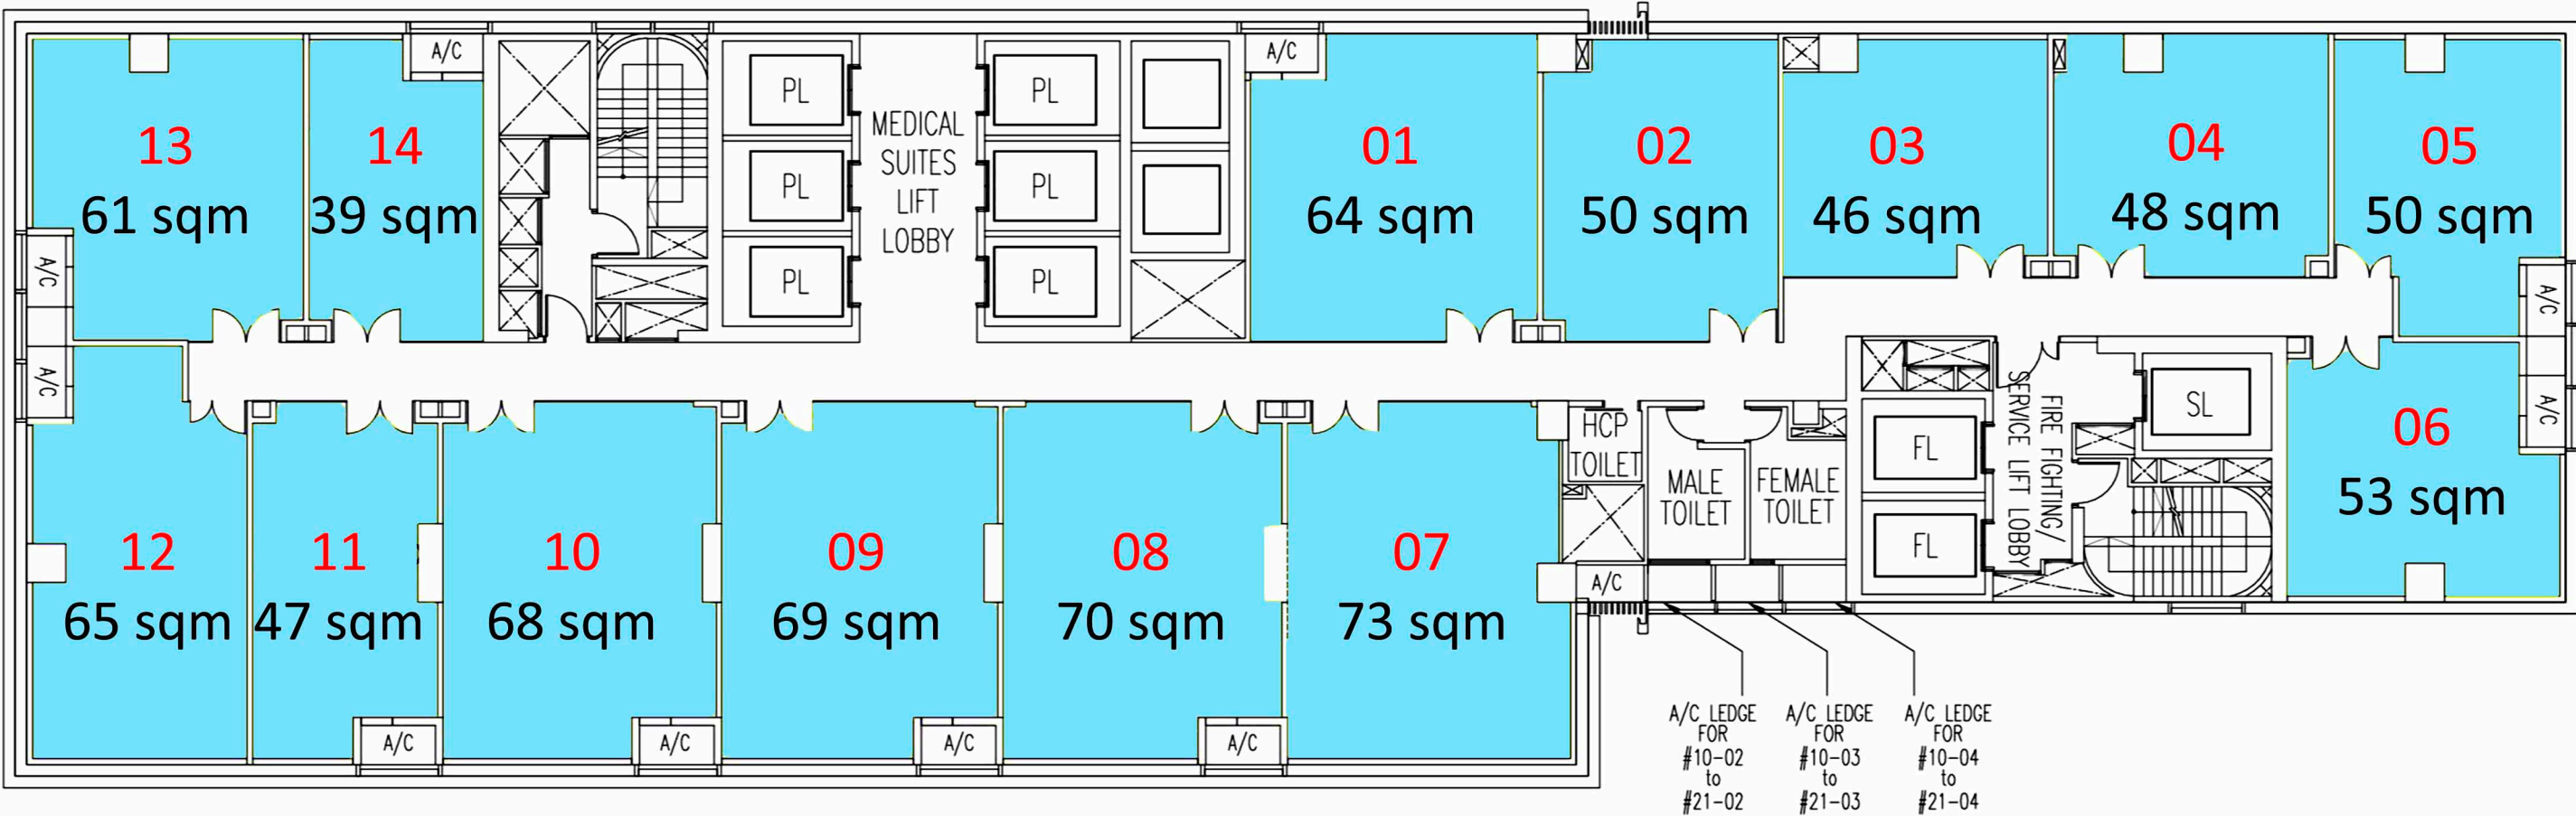 A/C
A/C
13
61 sqm
14
39 sqm
PL
PL
PL
MEDICAL
SUITES
LIFT
LOBBY
PL
PL
PL
01
64 sqm
02
50 sqm
03
46 sqm
04
48 sqm
05
50 sqm
A/C
A/C
A/C
A/C
12
65 sqm
11
47 sqm
10
68 sqm
09
69 sqm
08
70 sqm
07
73 sqm
HCP
TOILET
MALE
TOILET
FEMALE
TOILET
FL
FL
FIRE FIGHTING/
SERVICE LIFT LOBBY
SL
06
53 sqm
A/C
A/C
A/C
A/C
A/C
A/C LEDGE
FOR
#10-02
to
#21-02
A/C LEDGE
FOR
#10-03
to
#21-03
A/C LEDGE
FOR
#10-04
to
#21-04